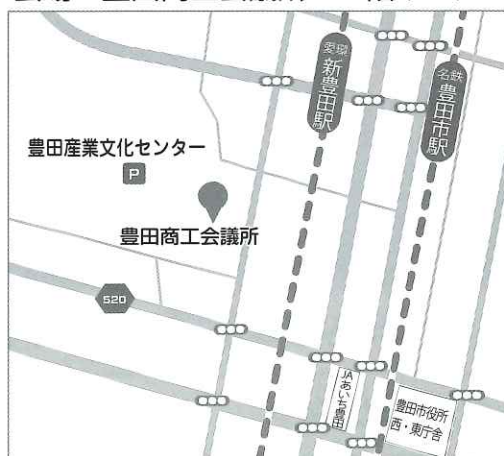 愛環
新豊田駅
名鉄
豊田市駅
豊田産業文化センター
P
豊田商工会議所
520
JAあいち豊田
豊田市役所
西・東庁舎